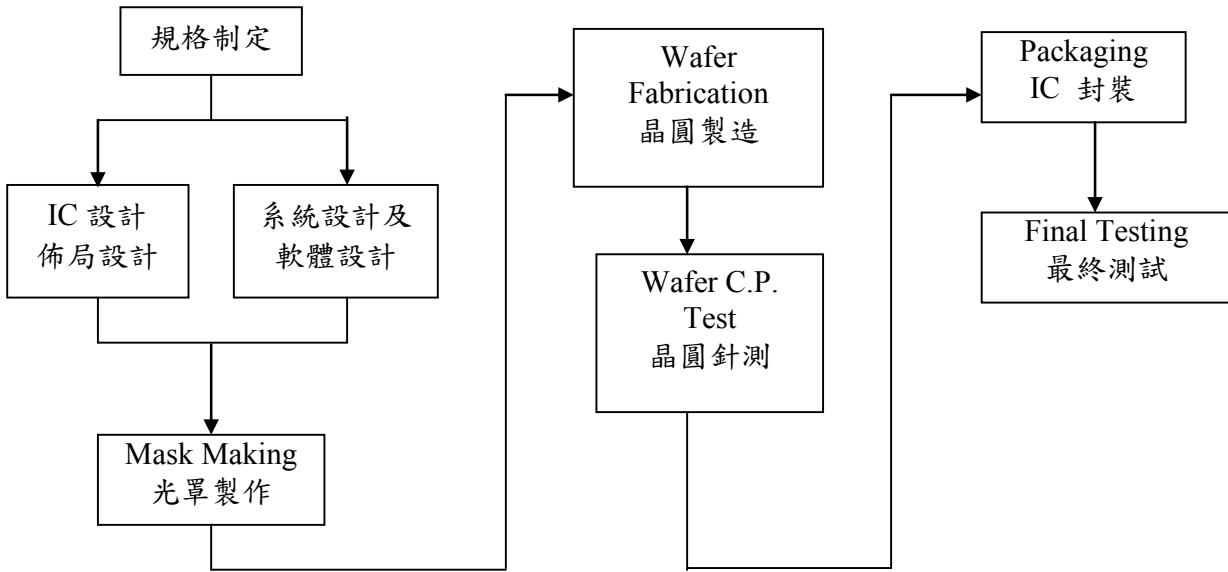 規格制定
IC 設計
佈局設計
系統設計及
軟體設計
Mask Making
光罩製作
Wafer
Fabrication
晶圓製造
Wafer C.P.
Test
晶圓針測
Packaging
IC 封裝
Final Testing
最終測試